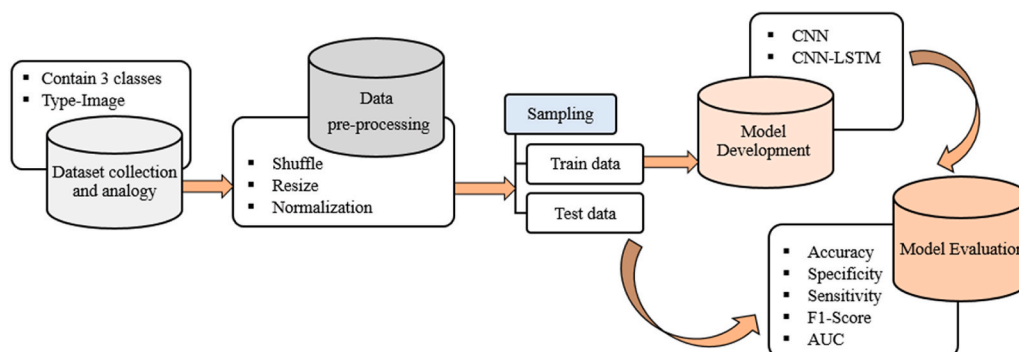 ▪ Contain 3 classes
▪ Type-Image
Dataset collection
and analogy
Data
pre-processing
▪ Shuffle
▪ Resize
▪ Normalization
Sampling
Train data
Test data
▪ CNN
▪ CNN-LSTM
Model
Development
Model Evaluation
▪ Accuracy
▪ Specificity
▪ Sensitivity
▪ F1-Score
▪ AUC